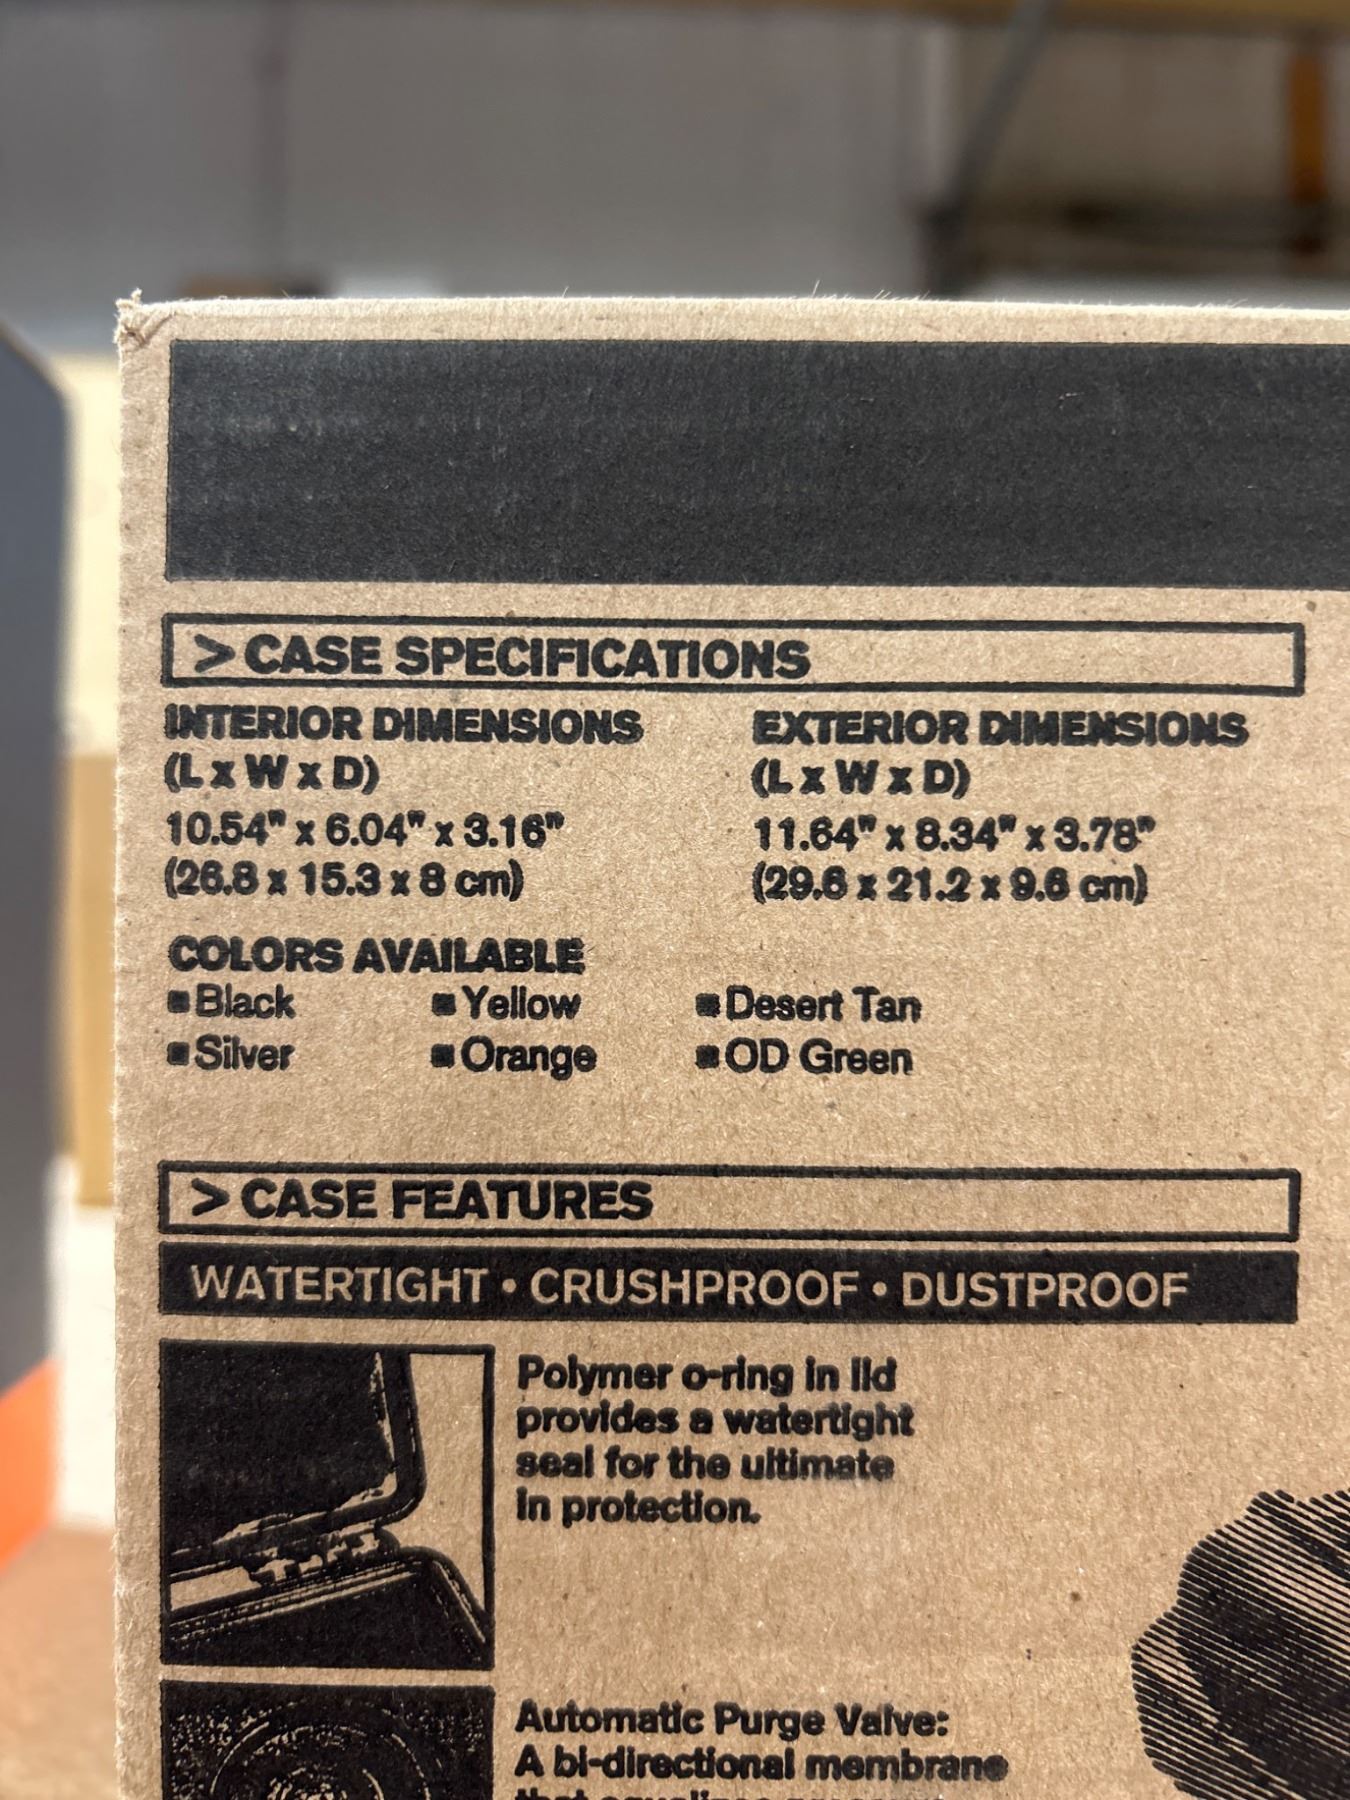 > CASE SPECIFICATIONS
INTERIOR DIMENSIONS
(L x W x D)
10.54" x 6.04" x 3.16"
(26.8 x 15.3 x 8 cm)
EXTERIOR DIMENSIONS
(L x W x D)
11.64" x 8.34" x 3.78"
(29.6 x 21.2 x 9.6 cm)
COLORS AVAILABLE
▪ Black ▪ Yellow ▪ Desert Tan
▪ Silver ▪ Orange ▪ OD Green
> CASE FEATURES
WATERTIGHT • CRUSHPROOF • DUSTPROOF
Polymer o-ring in lid
provides a watertight
seal for the ultimate
in protection.
Automatic Purge Valve:
A bi-directional membrane
that equalizes